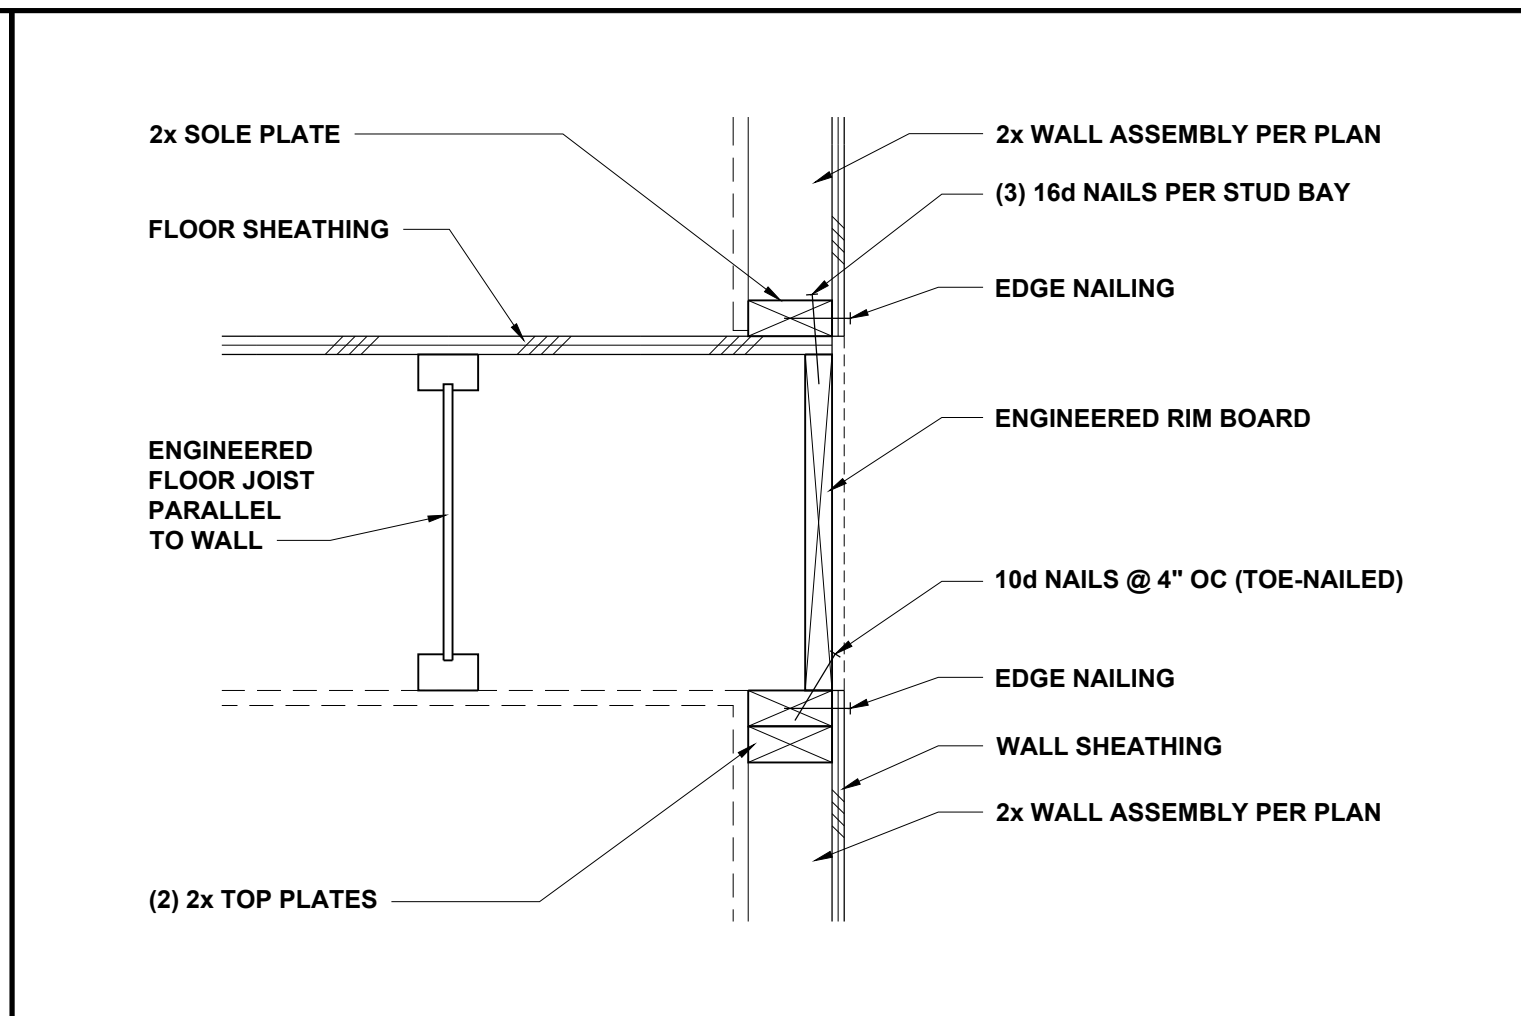 2x SOLE PLATE
FLOOR SHEATHING
ENGINEERED
FLOOR JOIST
PARALLEL
TO WALL
(2) 2x TOP PLATES
2x WALL ASSEMBLY PER PLAN
(3) 16d NAILS PER STUD BAY
EDGE NAILING
ENGINEERED RIM BOARD
10d NAILS @ 4" OC (TOE-NAILED)
EDGE NAILING
WALL SHEATHING
2x WALL ASSEMBLY PER PLAN